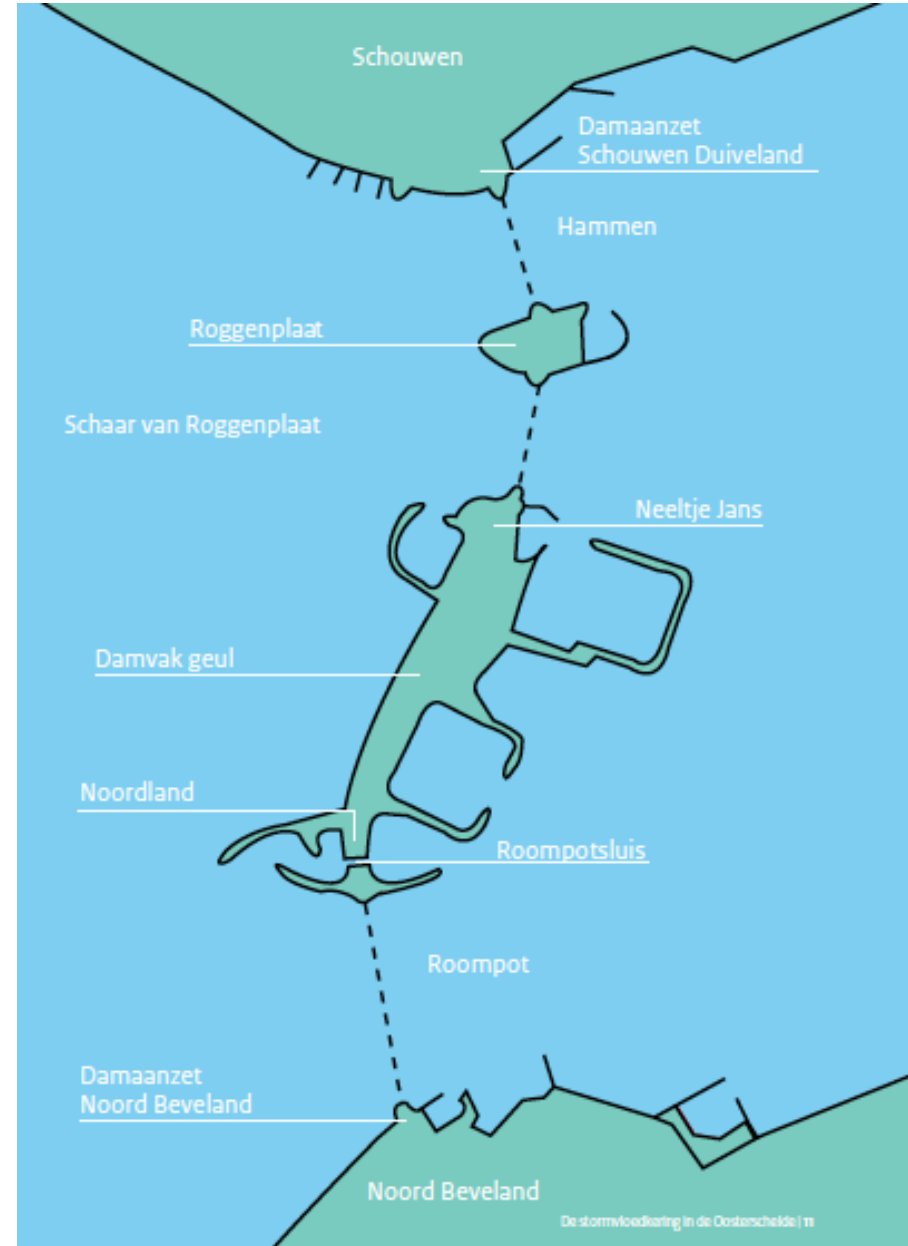 Schouwen
Damaanzet
Schouwen Duiveland
Hammen
Roggenplaat
Schaar van Roggenplaat
Neeltje Jans
Damvak geul
Noordland
Roompotsluis
Roompot
Damaanzet
Noord Beveland
Noord Beveland
De stormvloedkering in de Oosterschelde | 11